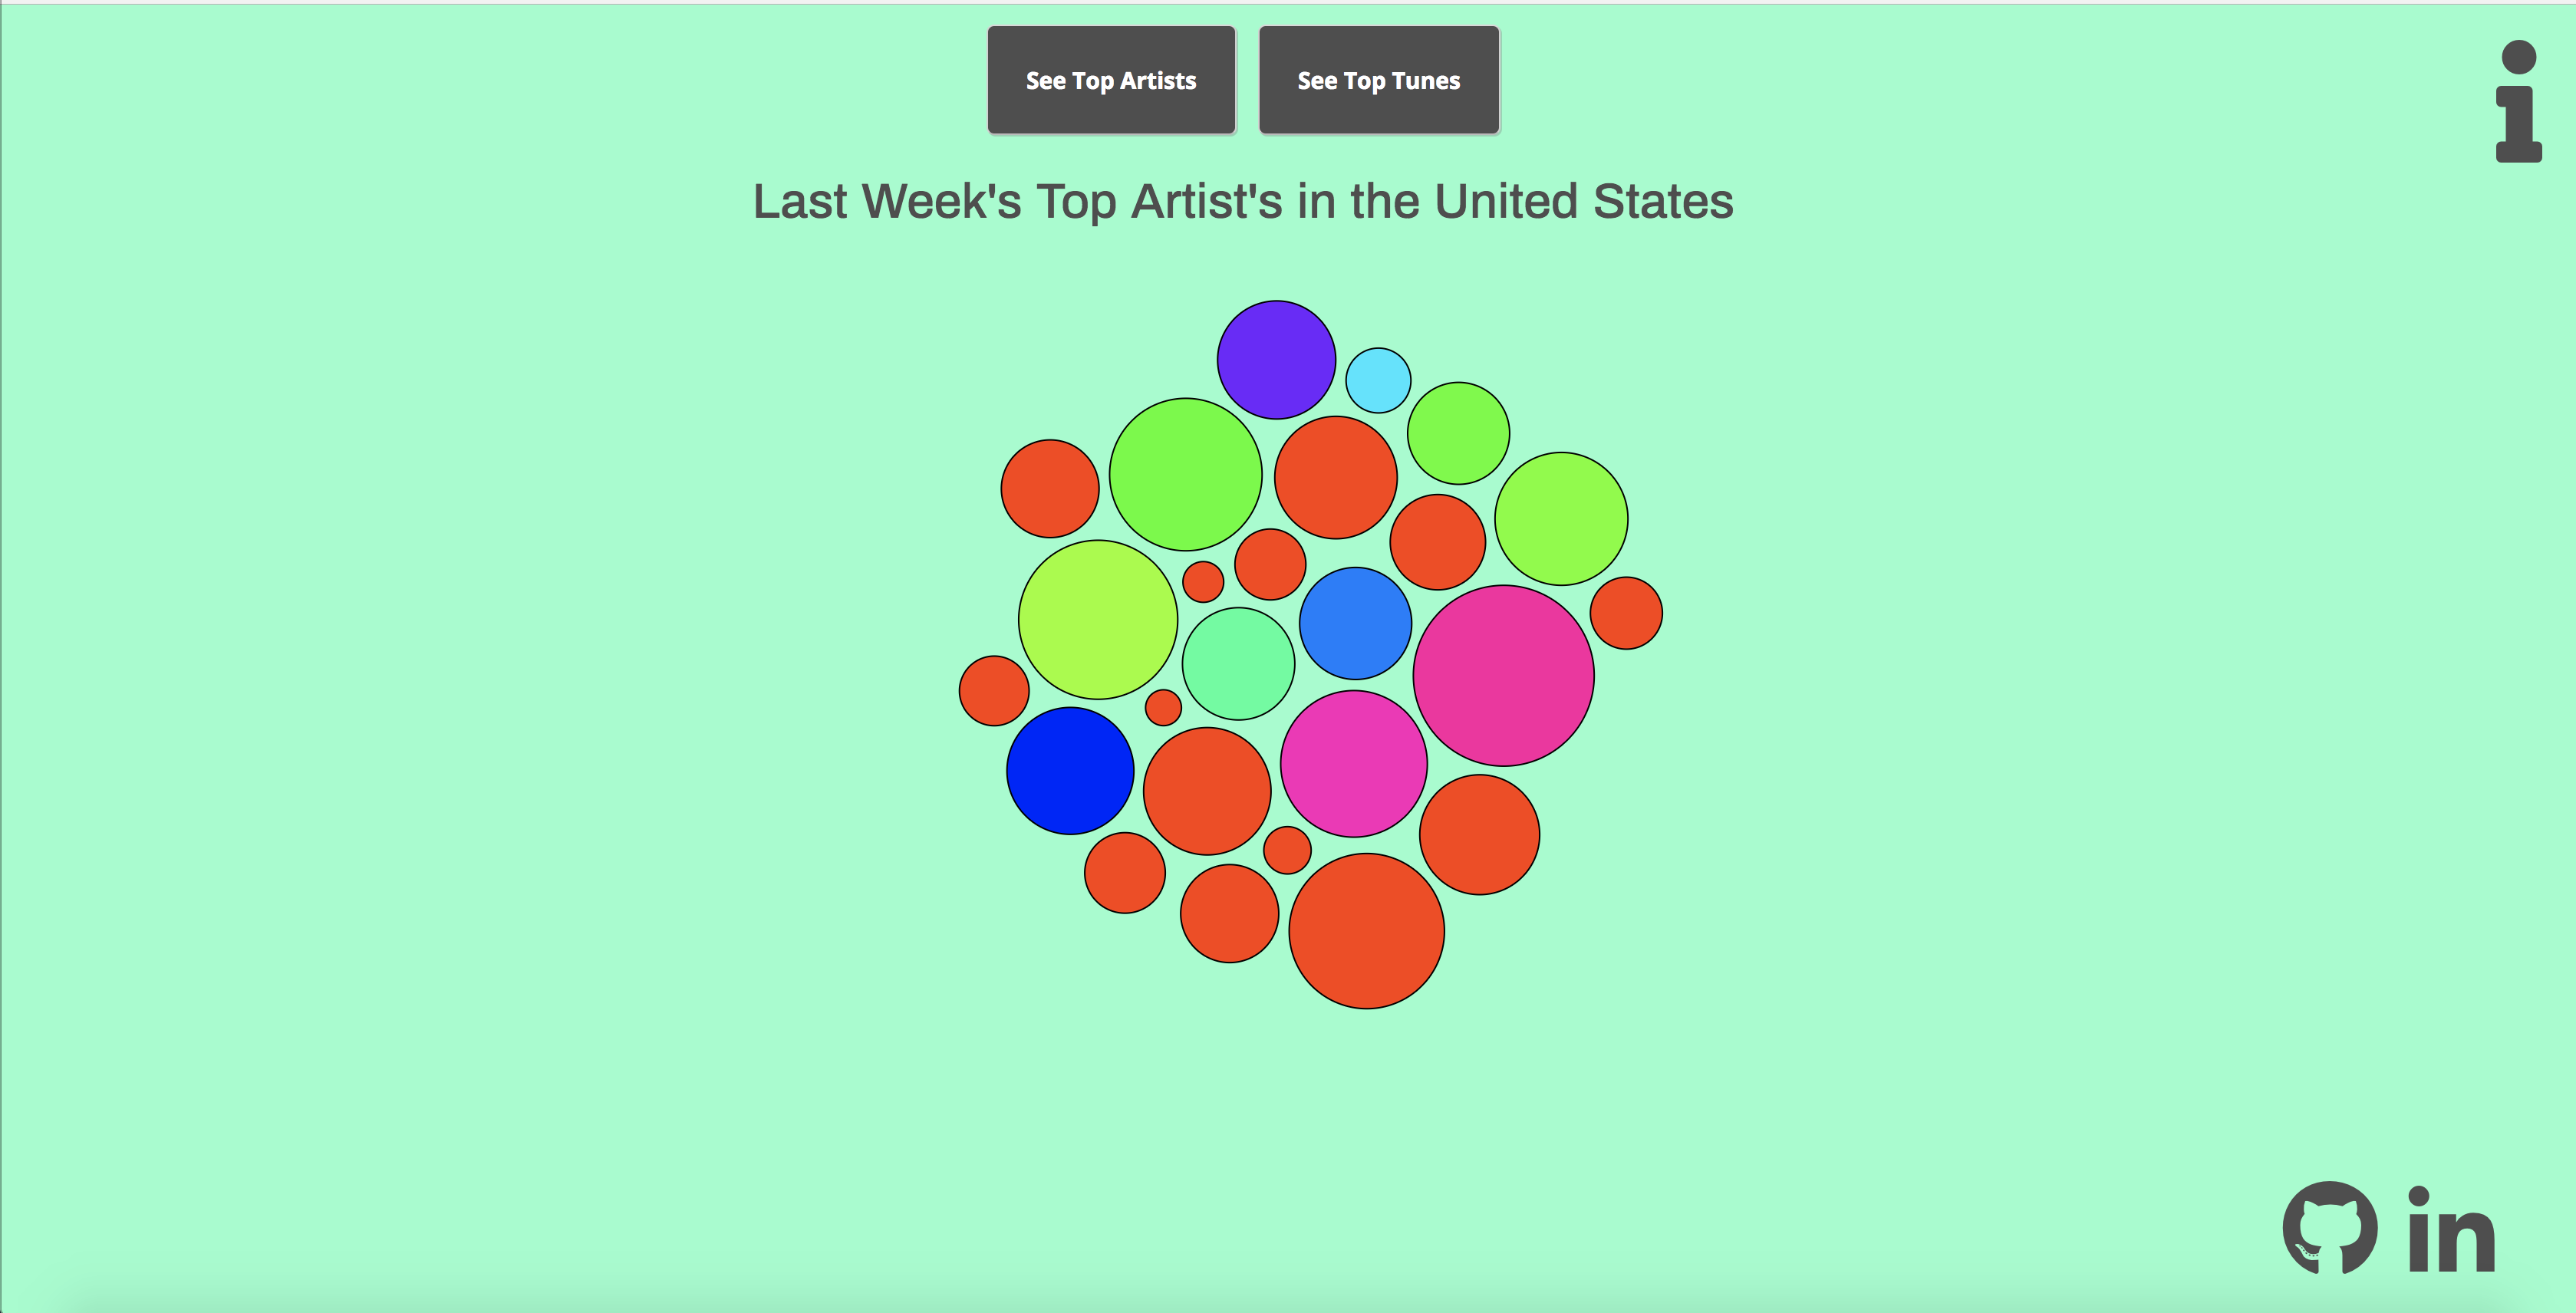 See Top Artists
See Top Tunes
Last Week's Top Artist's in the United States
in